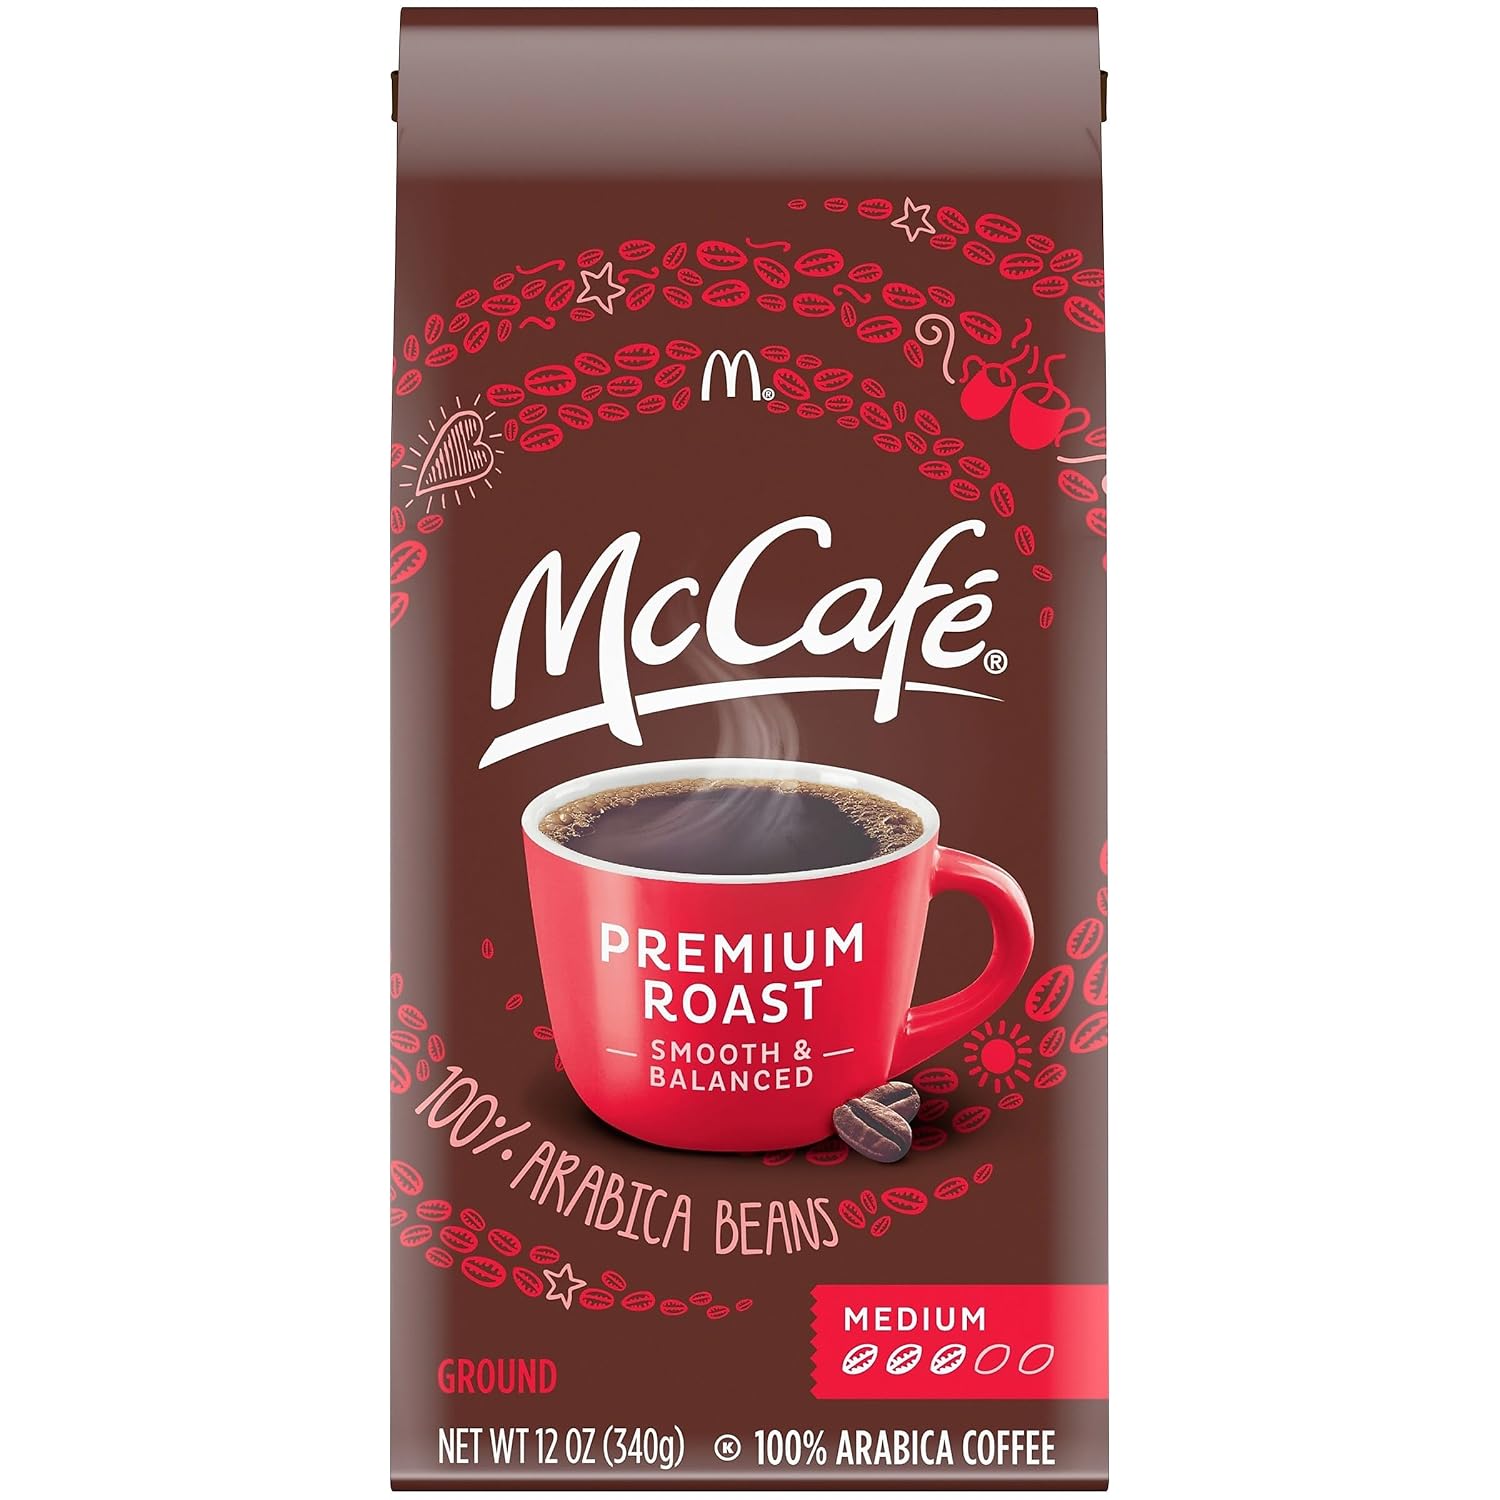 M®
McCafé®
PREMIUM
ROAST
SMOOTH &
BALANCED
100% ARABICA BEANS
MEDIUM
GROUND
NET WT 12 OZ (340g) K 100% ARABICA COFFEE